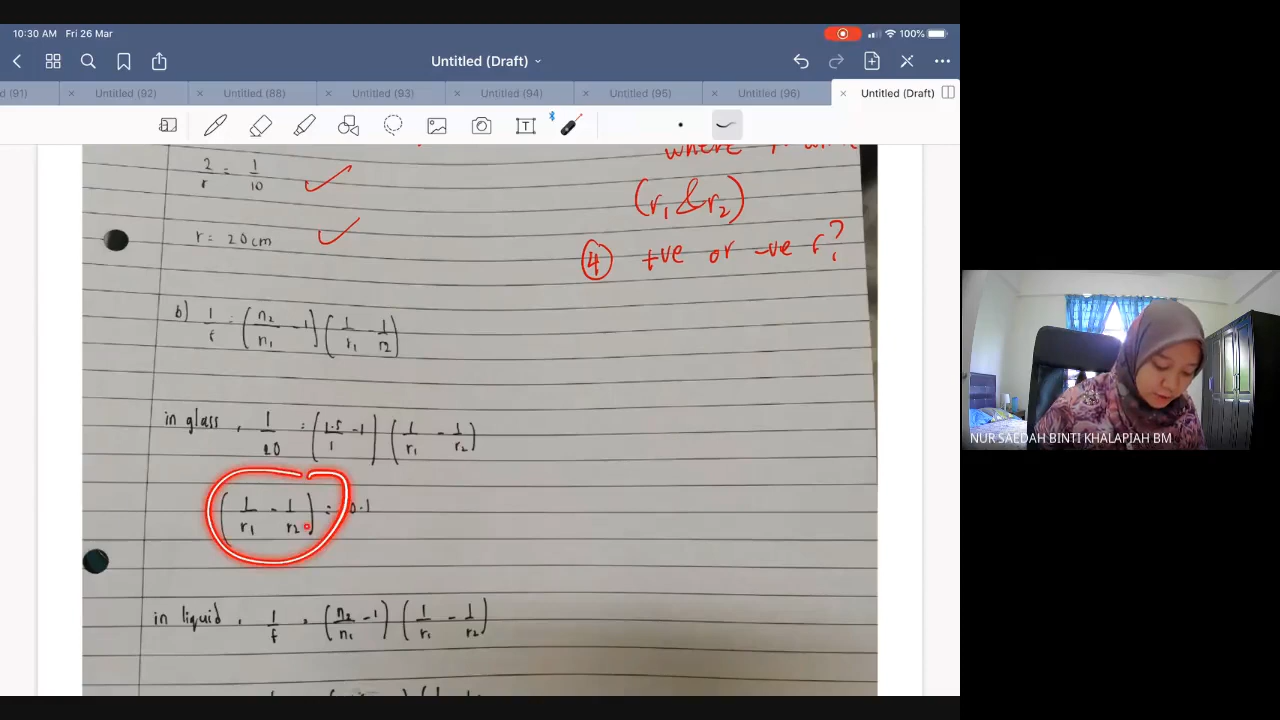 10:30 AM Fri 26 Mar
100%
Untitled (Draft)
d (91)
Untitled (92)
Untitled (88)
Untitled (93)
Untitled (94)
Untitled (95)
Untitled (96)
Untitled (Draft)
T
where
(r₁ & r₂)
④ +ve or -ve r?
2/r = 1/10
r = 20 cm
b) 1/f = (n₂/n₁ - 1) (1/r₁ - 1/r₂)
in glass, 1/20 = (1.5/1 - 1) (1/r₁ - 1/r₂)
(1/r₁ - 1/r₂) = 0.1
in liquid, 1/f = (n₂/n₁ - 1) (1/r₁ - 1/r₂)
NUR SAEDAH BINTI KHALAPIAH BM